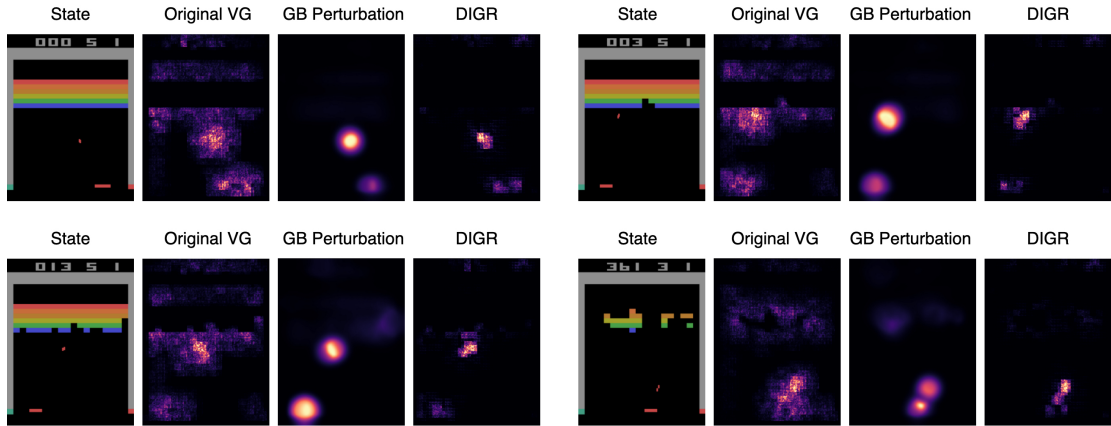 State Original VG GB Perturbation DIGR State Original VG GB Perturbation DIGR
000 5 1 003 5 1
State Original VG GB Perturbation DIGR State Original VG GB Perturbation DIGR
013 5 1 361 3 1